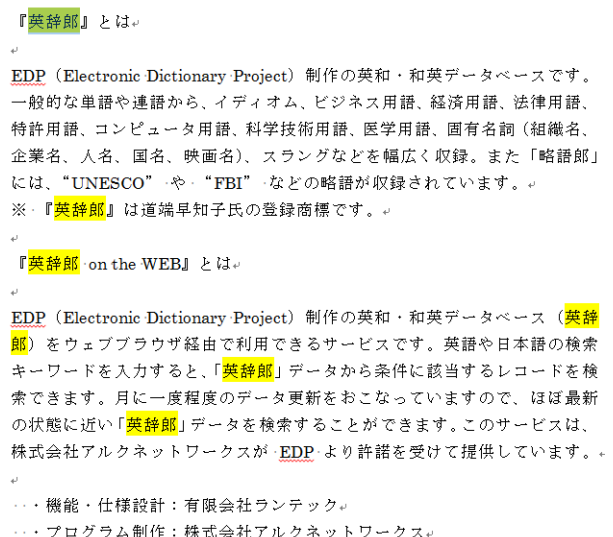 『英辞郎』とは
EDP（Electronic Dictionary Project）制作の英和・和英データベースです。
一般的な単語や連語から、イディオム、ビジネス用語、経済用語、法律用語、
特許用語、コンピュータ用語、科学技術用語、医学用語、固有名詞（組織名、
企業名、人名、国名、映画名）、スラングなどを幅広く収録。また「略語郎」
には、“UNESCO” や “FBI” などの略語が収録されています。
※ 『英辞郎』は道端早知子氏の登録商標です。
『英辞郎 on the WEB』とは
EDP（Electronic Dictionary Project）制作の英和・和英データベース（英辞
郎）をウェブブラウザ経由で利用できるサービスです。英語や日本語の検索
キーワードを入力すると、「英辞郎」データから条件に該当するレコードを検
索できます。月に一度程度のデータ更新をおこなっていますので、ほぼ最新
の状態に近い「英辞郎」データを検索することができます。このサービスは、
株式会社アルクネットワークスが EDP より許諾を受けて提供しています。
・機能・仕様設計：有限会社ランテック
・プログラム制作：株式会社アルクネットワークス